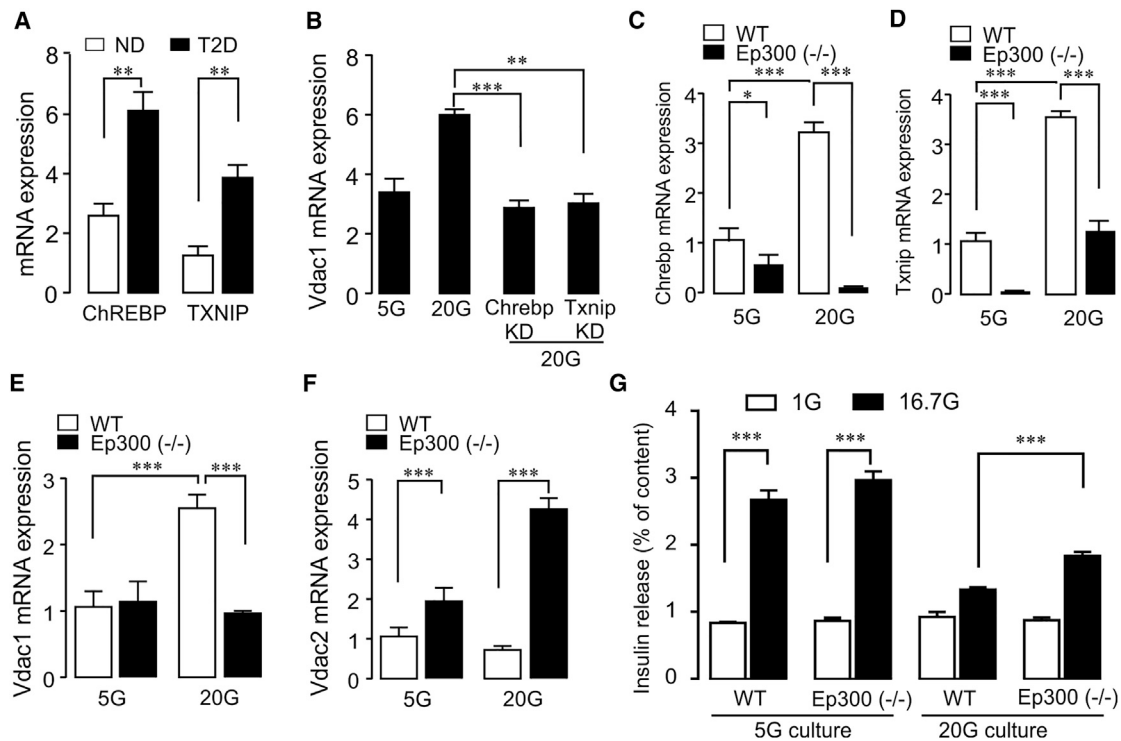 A
ND T2D
mRNA expression
8
6
4
2
0
** **
ChREBP TXNIP
B
Vdac1 mRNA expression
8
6
4
2
0
**
***
5G 20G Chrebp Txnip
KD KD
20G
C
WT
Ep300 (-/-)
Chrebp mRNA expression
4
3
2
1
0
*** ***
*
5G 20G
D
WT
Ep300 (-/-)
Txnip mRNA expression
4
3
2
1
0
*** ***
***
5G 20G
E
WT
Ep300 (-/-)
Vdac1 mRNA expression
3
2
1
0
*** ***
5G 20G
F
WT
Ep300 (-/-)
Vdac2 mRNA expression
5
4
3
2
1
0
*** ***
5G 20G
G
1G 16.7G
Insulin release (% of content)
4
3
2
1
0
*** *** ***
WT Ep300 (-/-) WT Ep300 (-/-)
5G culture 20G culture